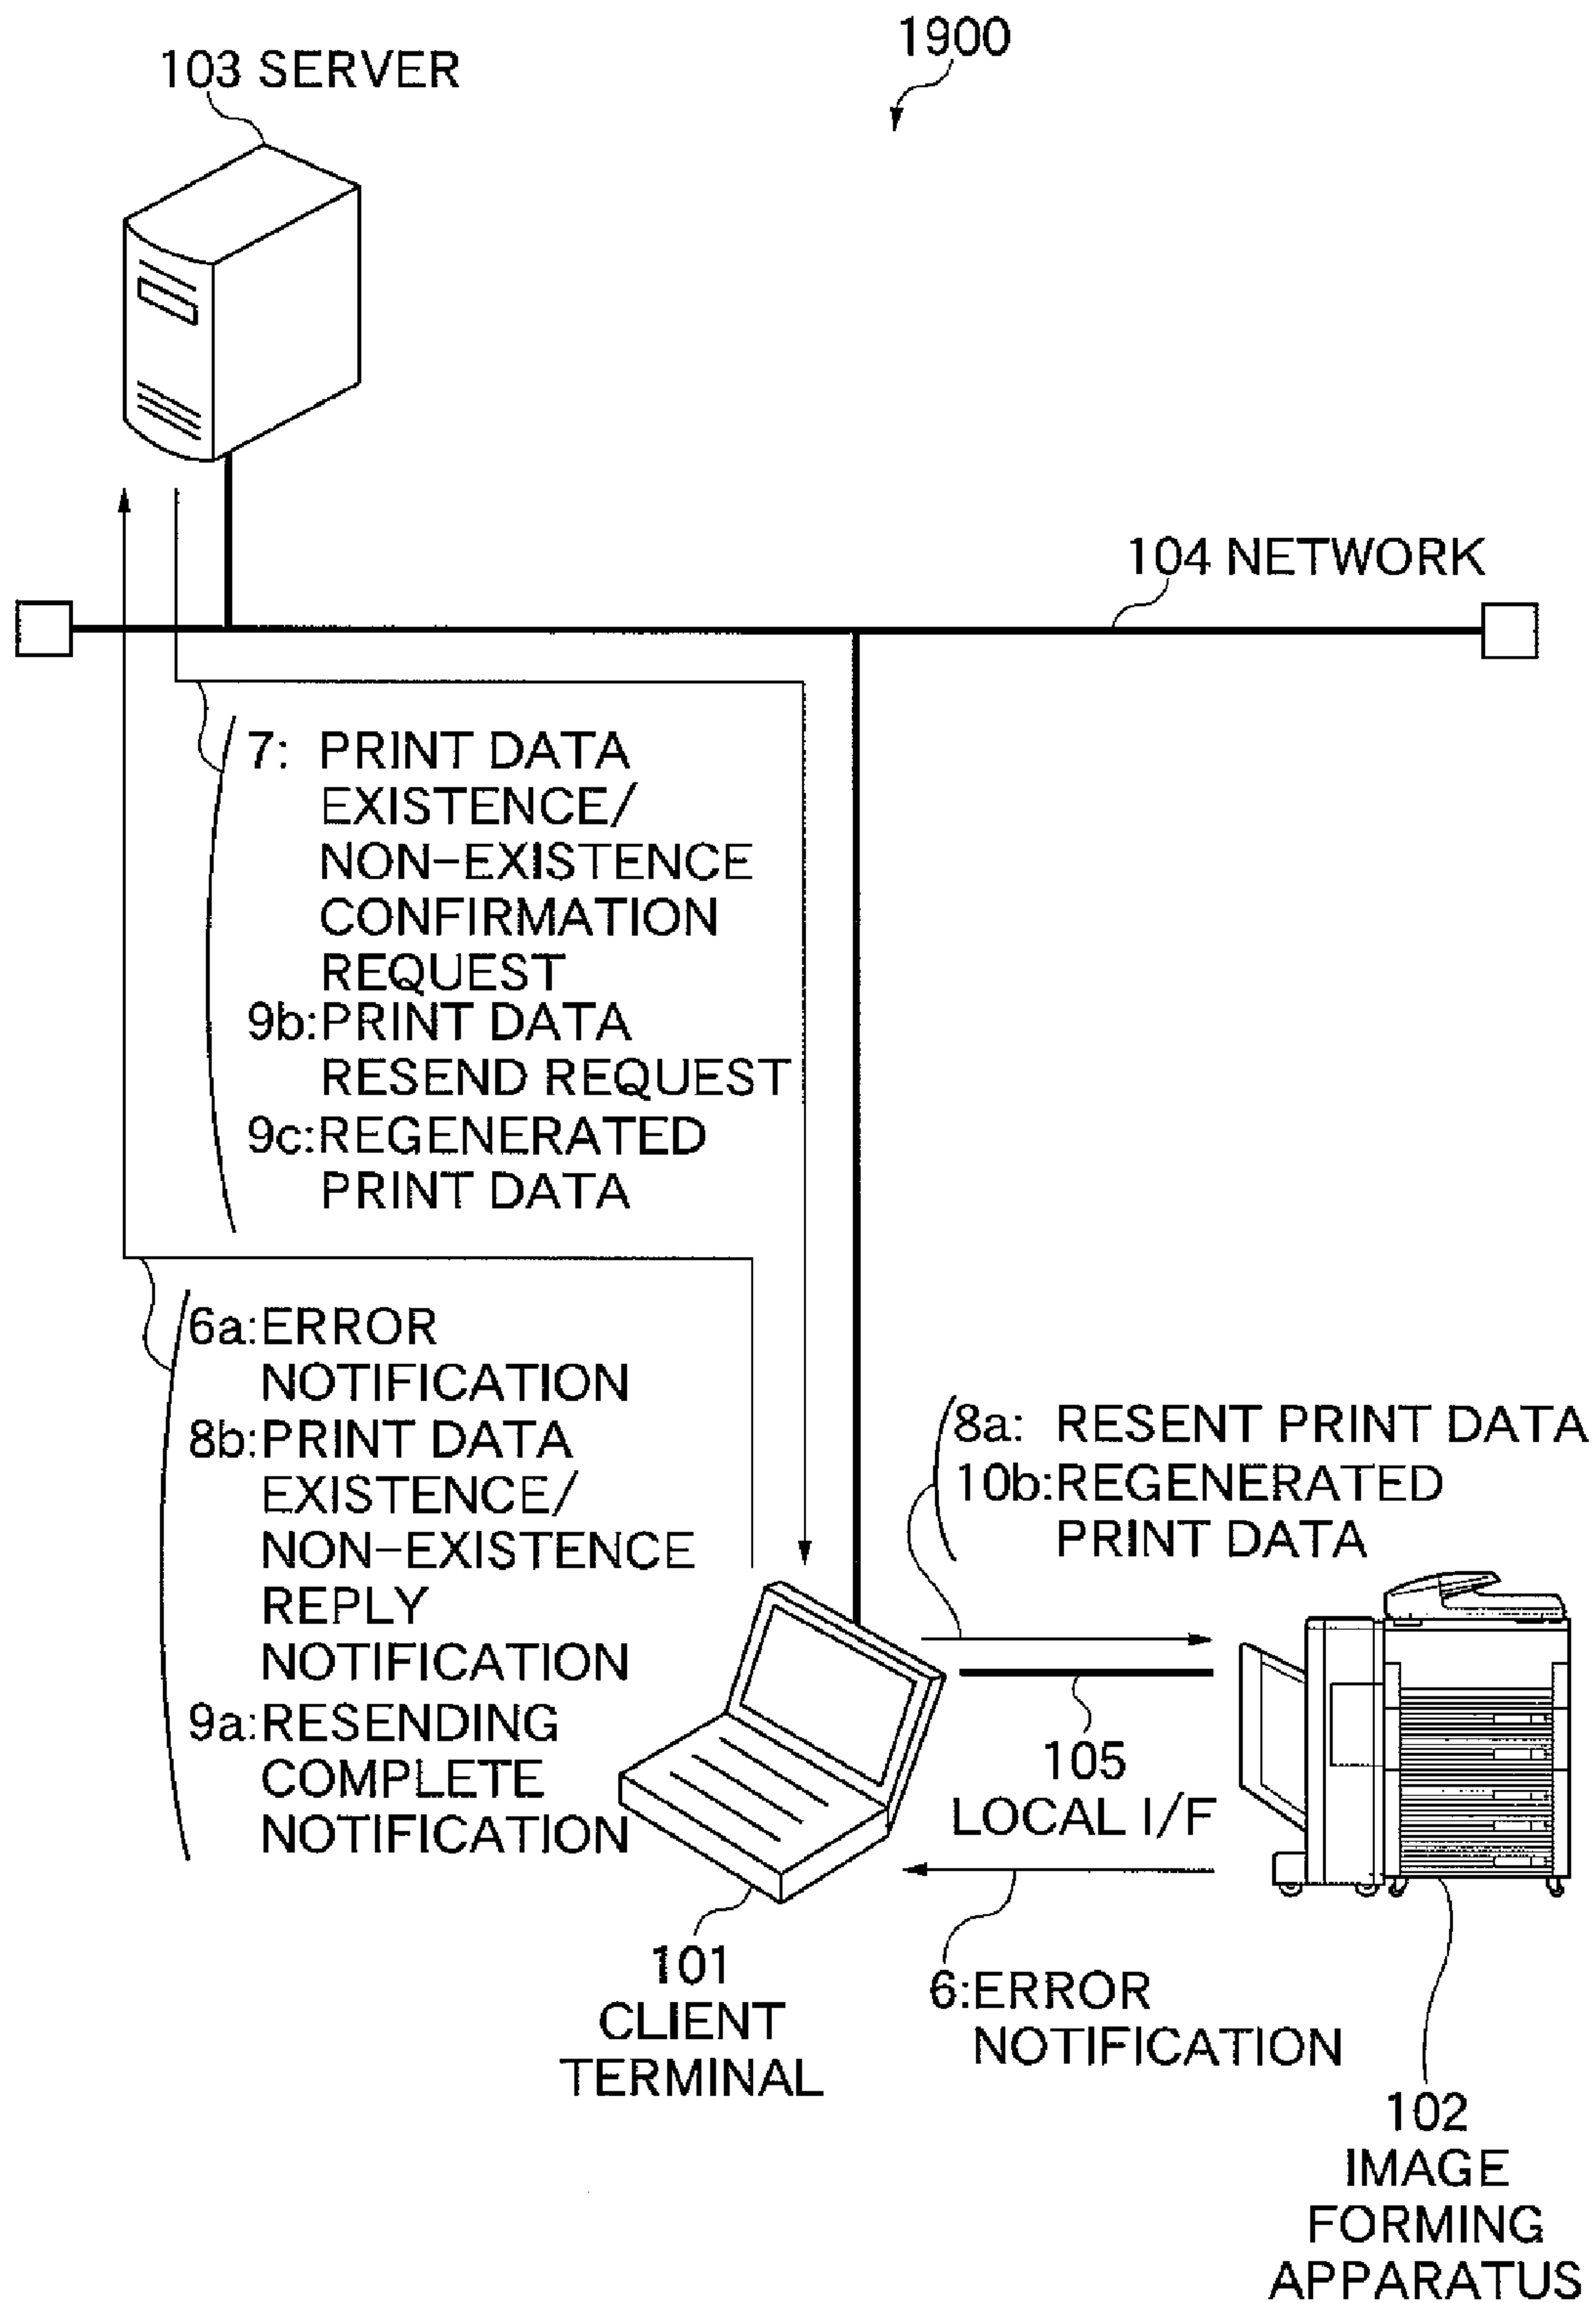 1900
103 SERVER
104 NETWORK
7: PRINT DATA
EXISTENCE/
NON-EXISTENCE
CONFIRMATION
REQUEST
9b:PRINT DATA
RESEND REQUEST
9c:REGENERATED
PRINT DATA
6a:ERROR
NOTIFICATION
8b:PRINT DATA
EXISTENCE/
NON-EXISTENCE
REPLY
NOTIFICATION
9a:RESENDING
COMPLETE
NOTIFICATION
8a: RESENT PRINT DATA
10b:REGENERATED
PRINT DATA
105
LOCAL I/F
101
CLIENT
TERMINAL
6:ERROR
NOTIFICATION
102
IMAGE
FORMING
APPARATUS